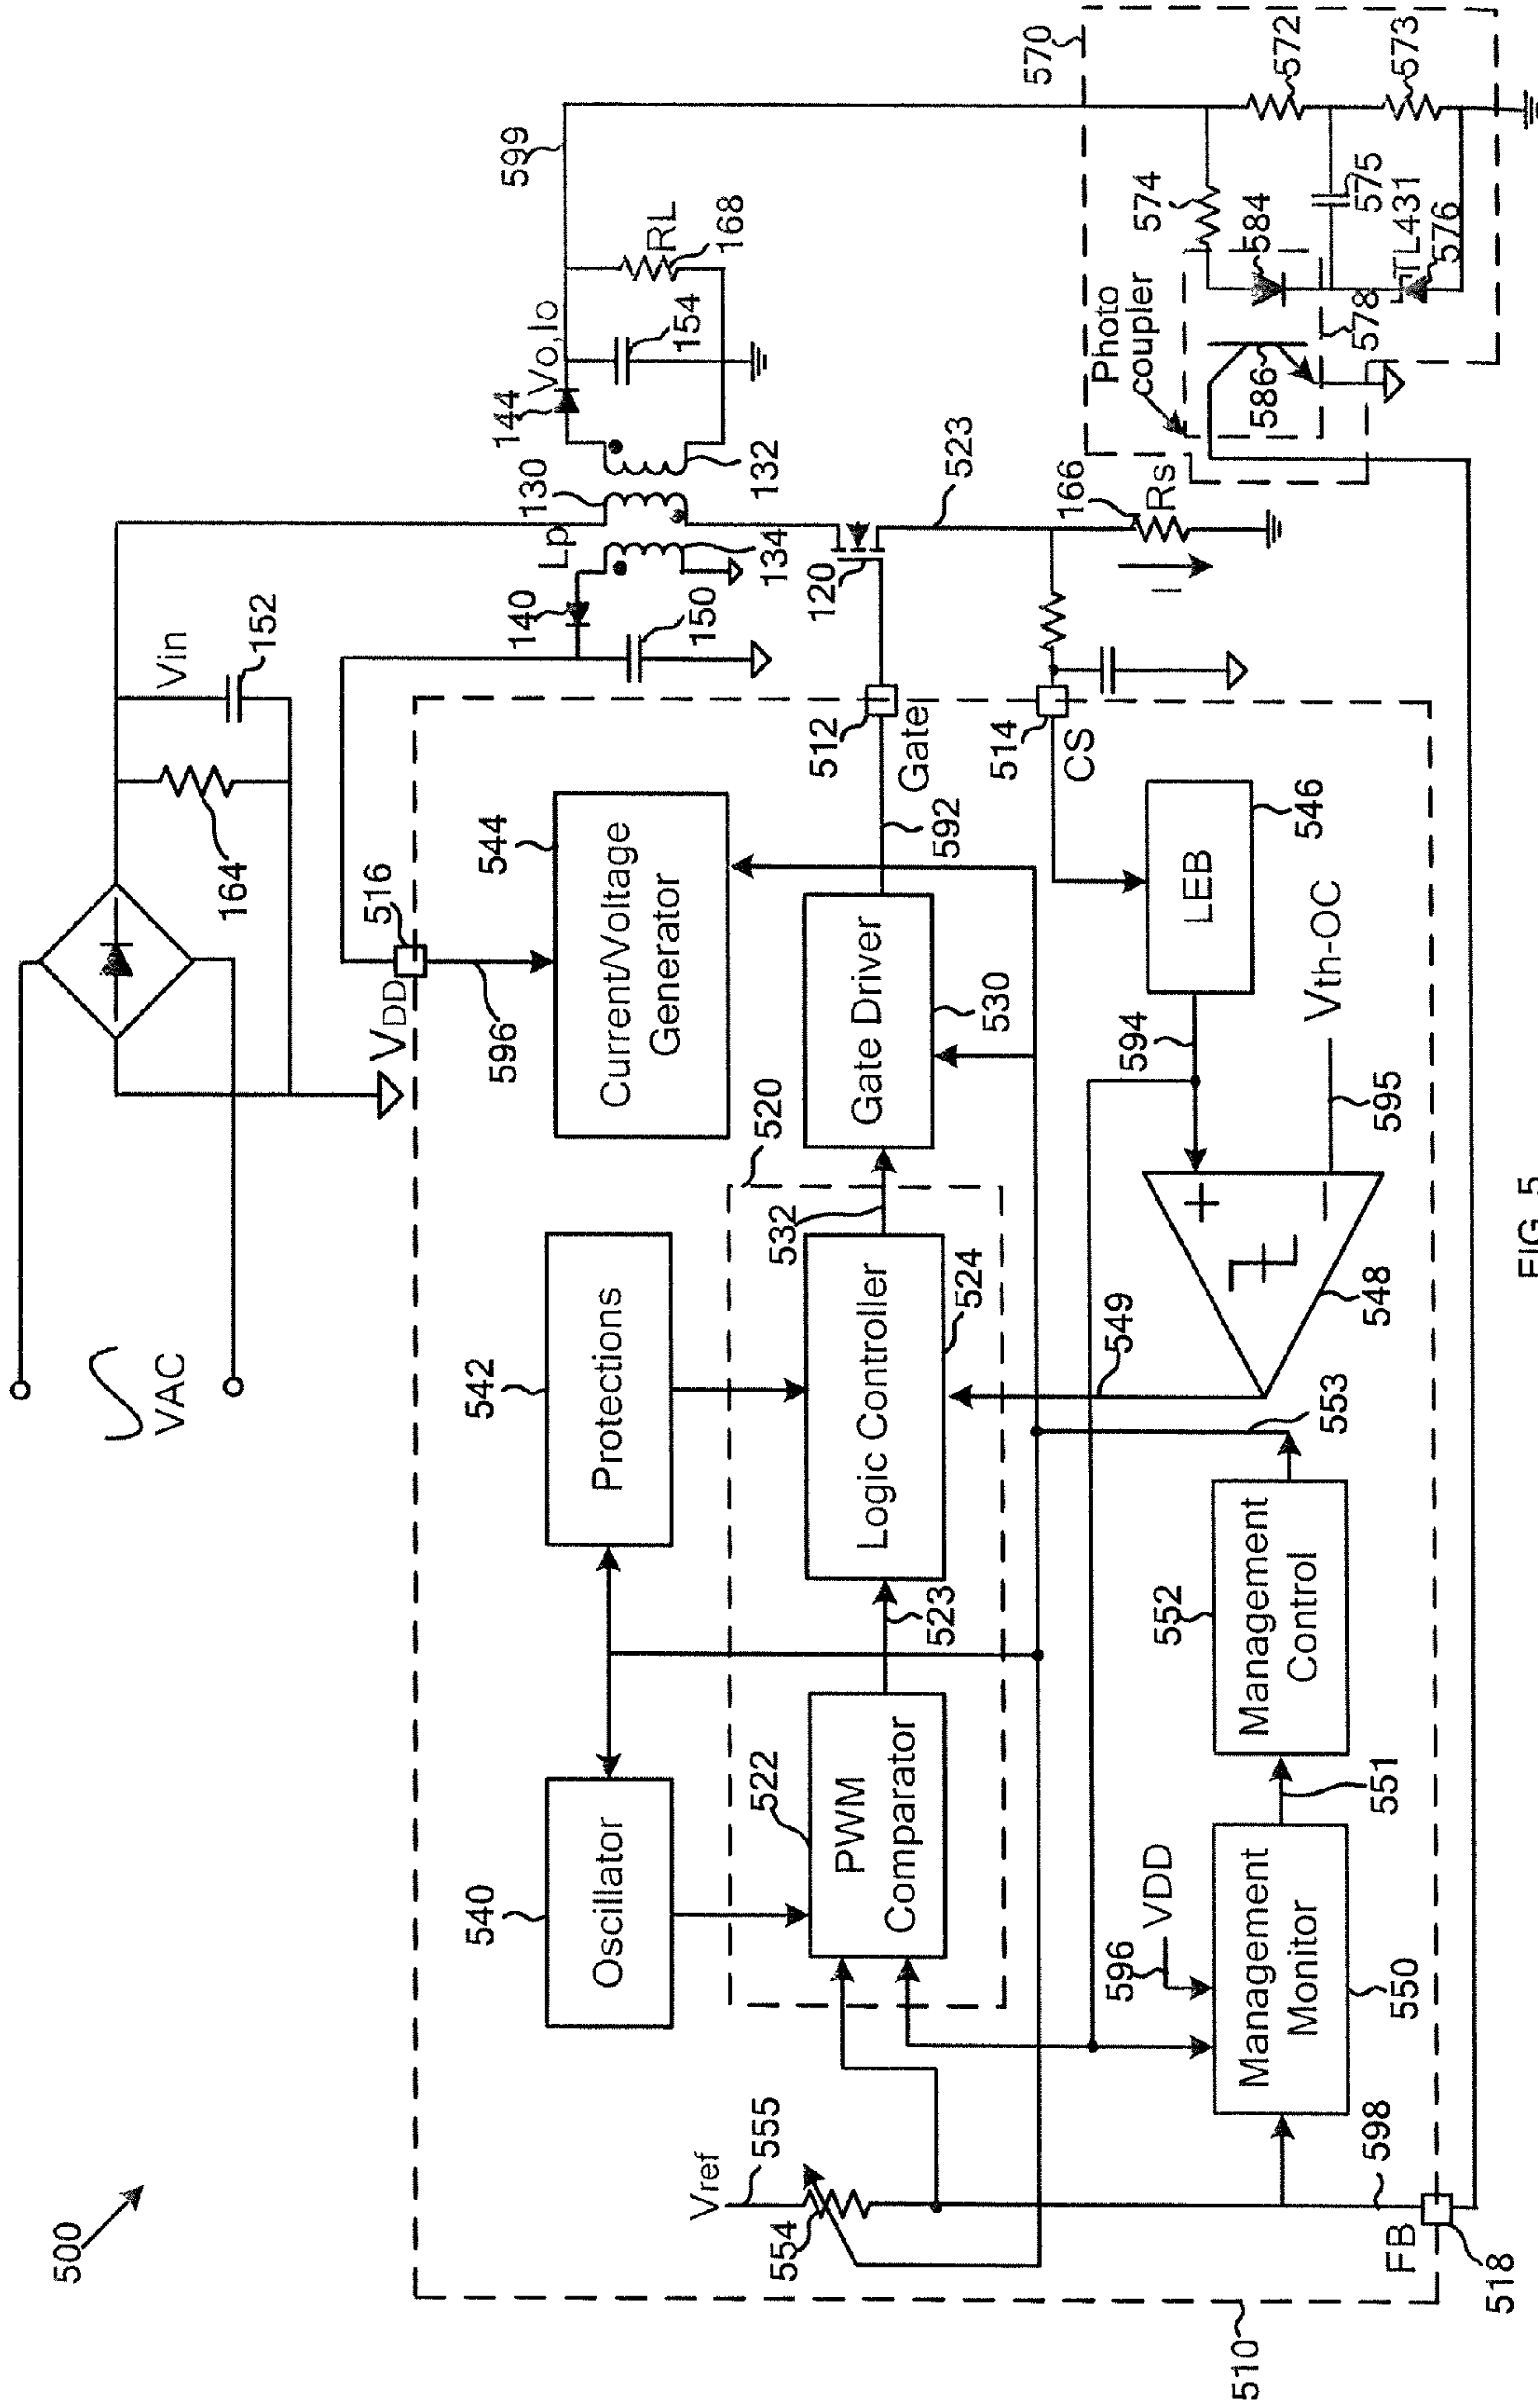 500
VAC
164
Vin
152
VDD
516
596
544
Current/Voltage
Generator
140
150
Lp
130
134
132
144
Vo,Io
154
RL
168
599
542
Protections
540
Oscillator
520
522
PWM
Comparator
523
524
Logic Controller
532
Gate Driver
530
592
512
Gate
120
523
514
CS
166
Rs
I
Vref
555
554
549
594
LEB
546
Vth-OC
595
+
−
548
553
552
Management
Control
551
596
VDD
Management
Monitor
550
598
FB
518
510
570
572
573
574
575
584
TL431
576
578
586
Photo
coupler
FIG. 5